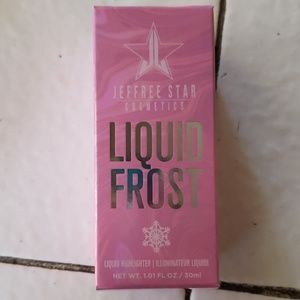 JEFFREE STAR
COSMETICS
LIQUID
FROST
LIQUID HIGHLIGHTER | ILLUMINATEUR LIQUIDE
NET WT. 1.01 FL OZ / 30ml